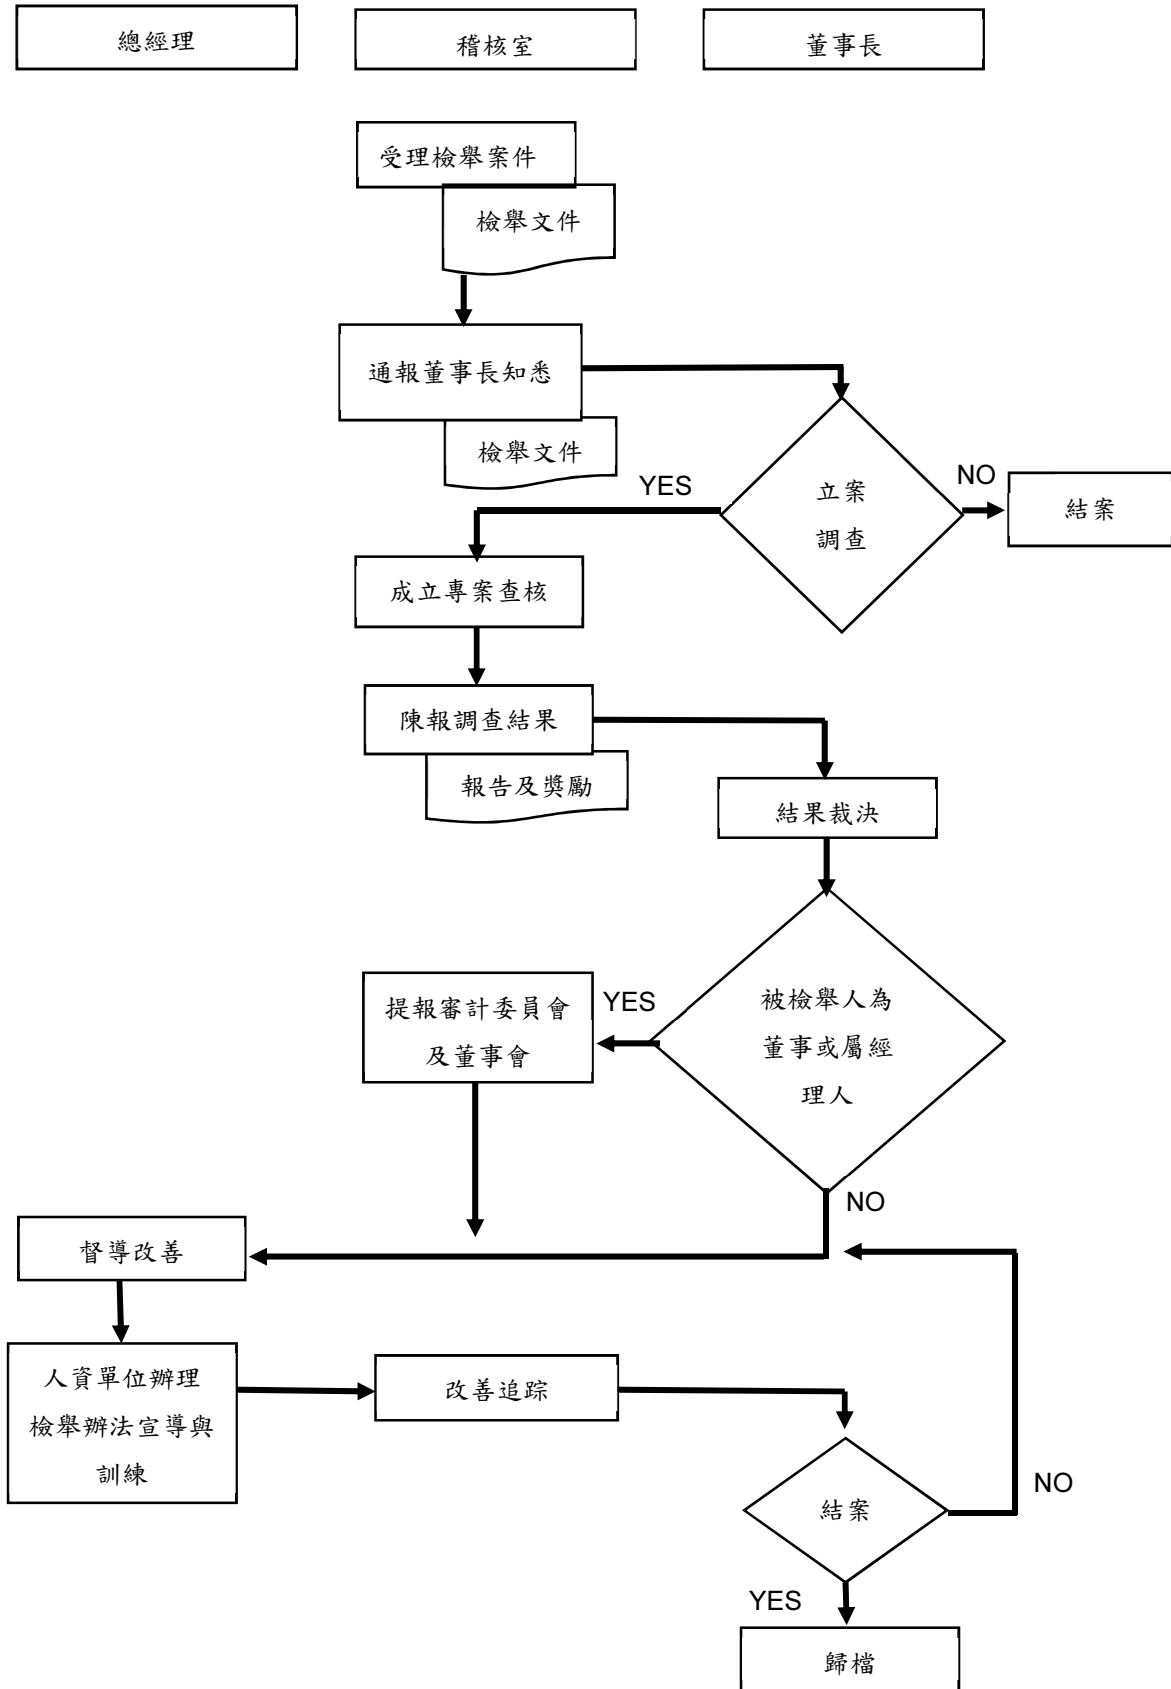 總經理
稽核室
董事長
受理檢舉案件
檢舉文件
通報董事長知悉
檢舉文件
YES
立案
調查
NO
結案
成立專案查核
陳報調查結果
報告及獎勵
結果裁決
提報審計委員會
及董事會
YES
被檢舉人為
董事或屬經
理人
NO
督導改善
人資單位辦理
檢舉辦法宣導與
訓練
改善追踪
結案
NO
YES
歸檔